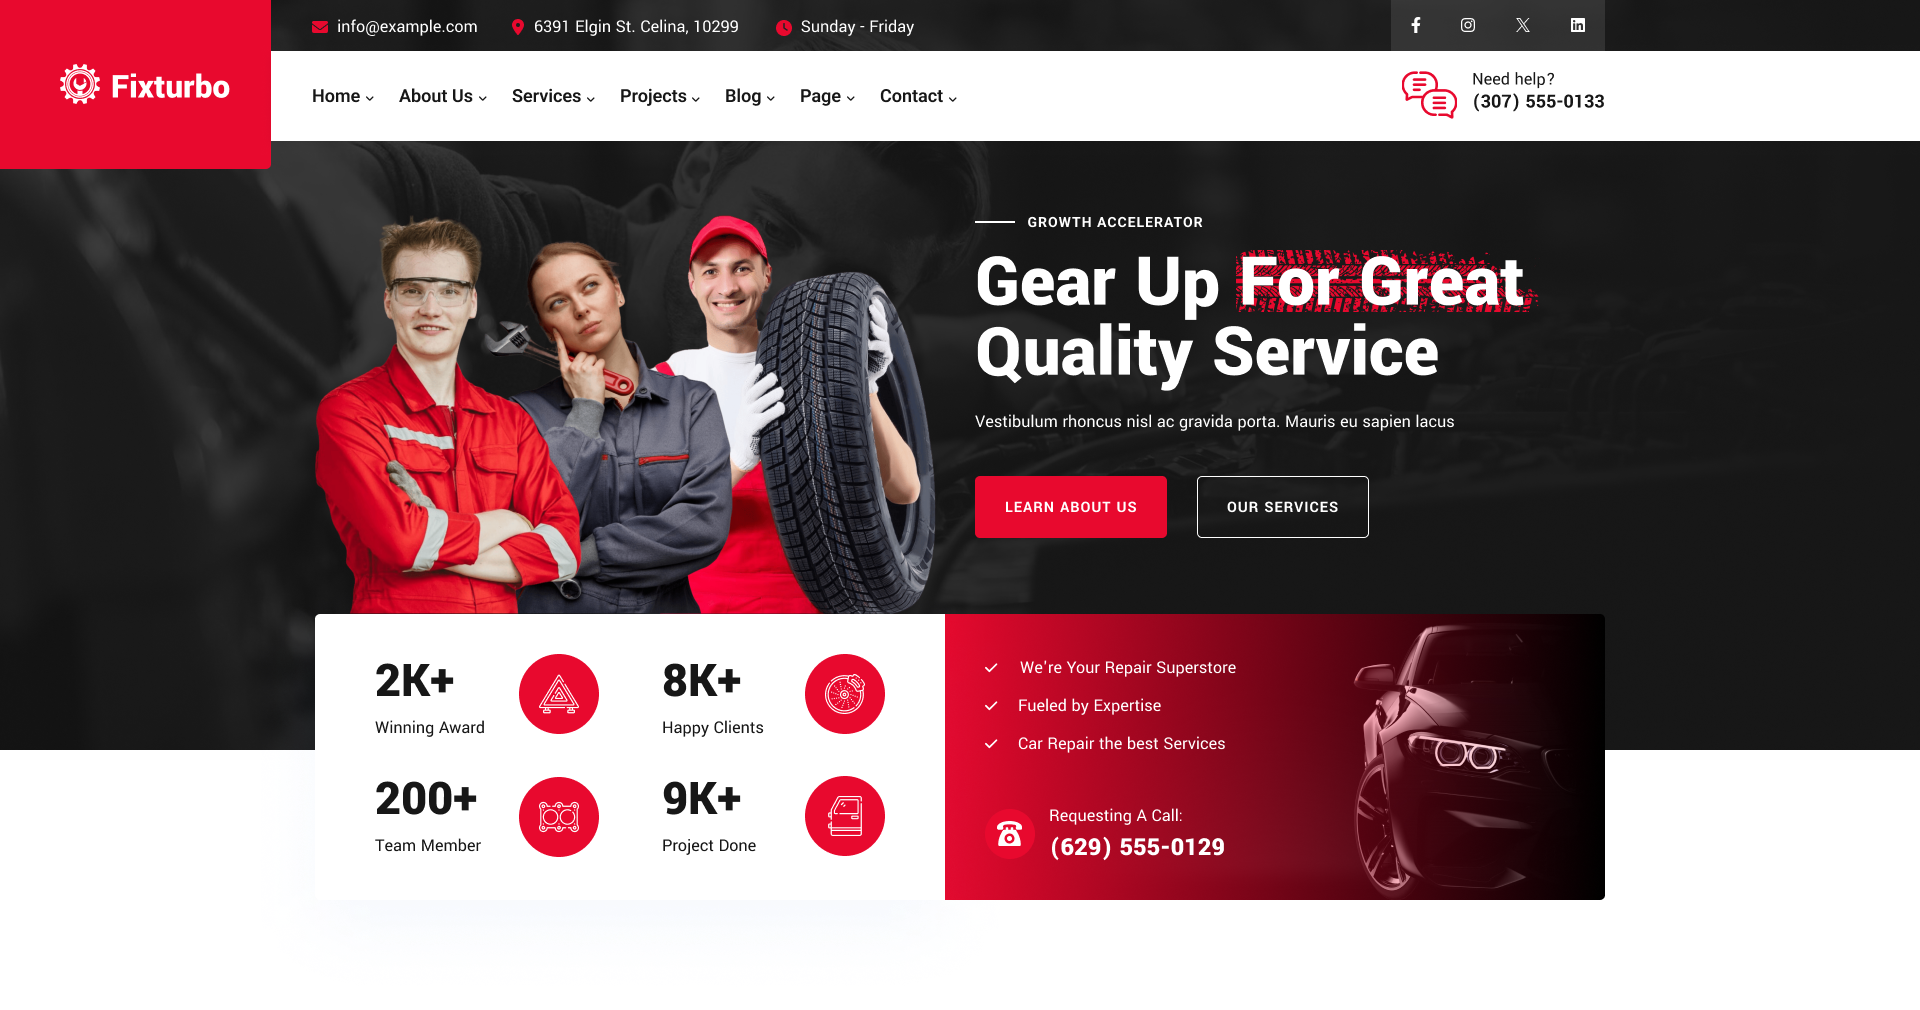 info@example.com
6391 Elgin St. Celina, 10299
Sunday - Friday
Fixturbo
Home
About Us
Services
Projects
Blog
Page
Contact
Need help?
(307) 555-0133
GROWTH ACCELERATOR
Gear Up For Great
Quality Service
Vestibulum rhoncus nisl ac gravida porta. Mauris eu sapien lacus
LEARN ABOUT US
OUR SERVICES
2K+
Winning Award
8K+
Happy Clients
200+
Team Member
9K+
Project Done
We're Your Repair Superstore
Fueled by Expertise
Car Repair the best Services
Requesting A Call:
(629) 555-0129